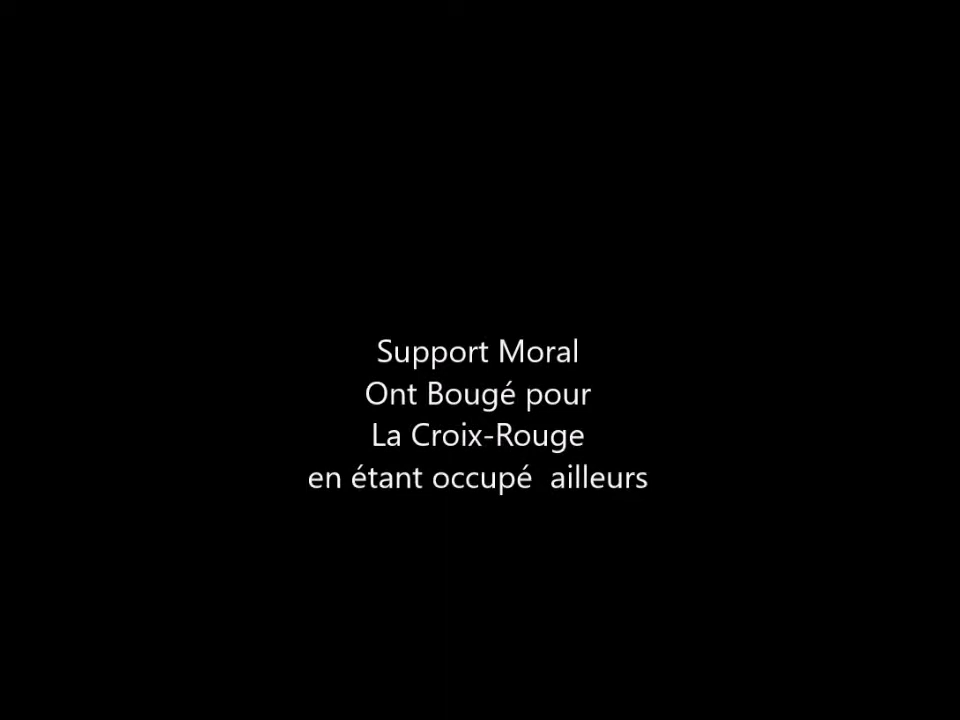 Support Moral
Ont Bougé pour
La Croix-Rouge
en étant occupé  ailleurs